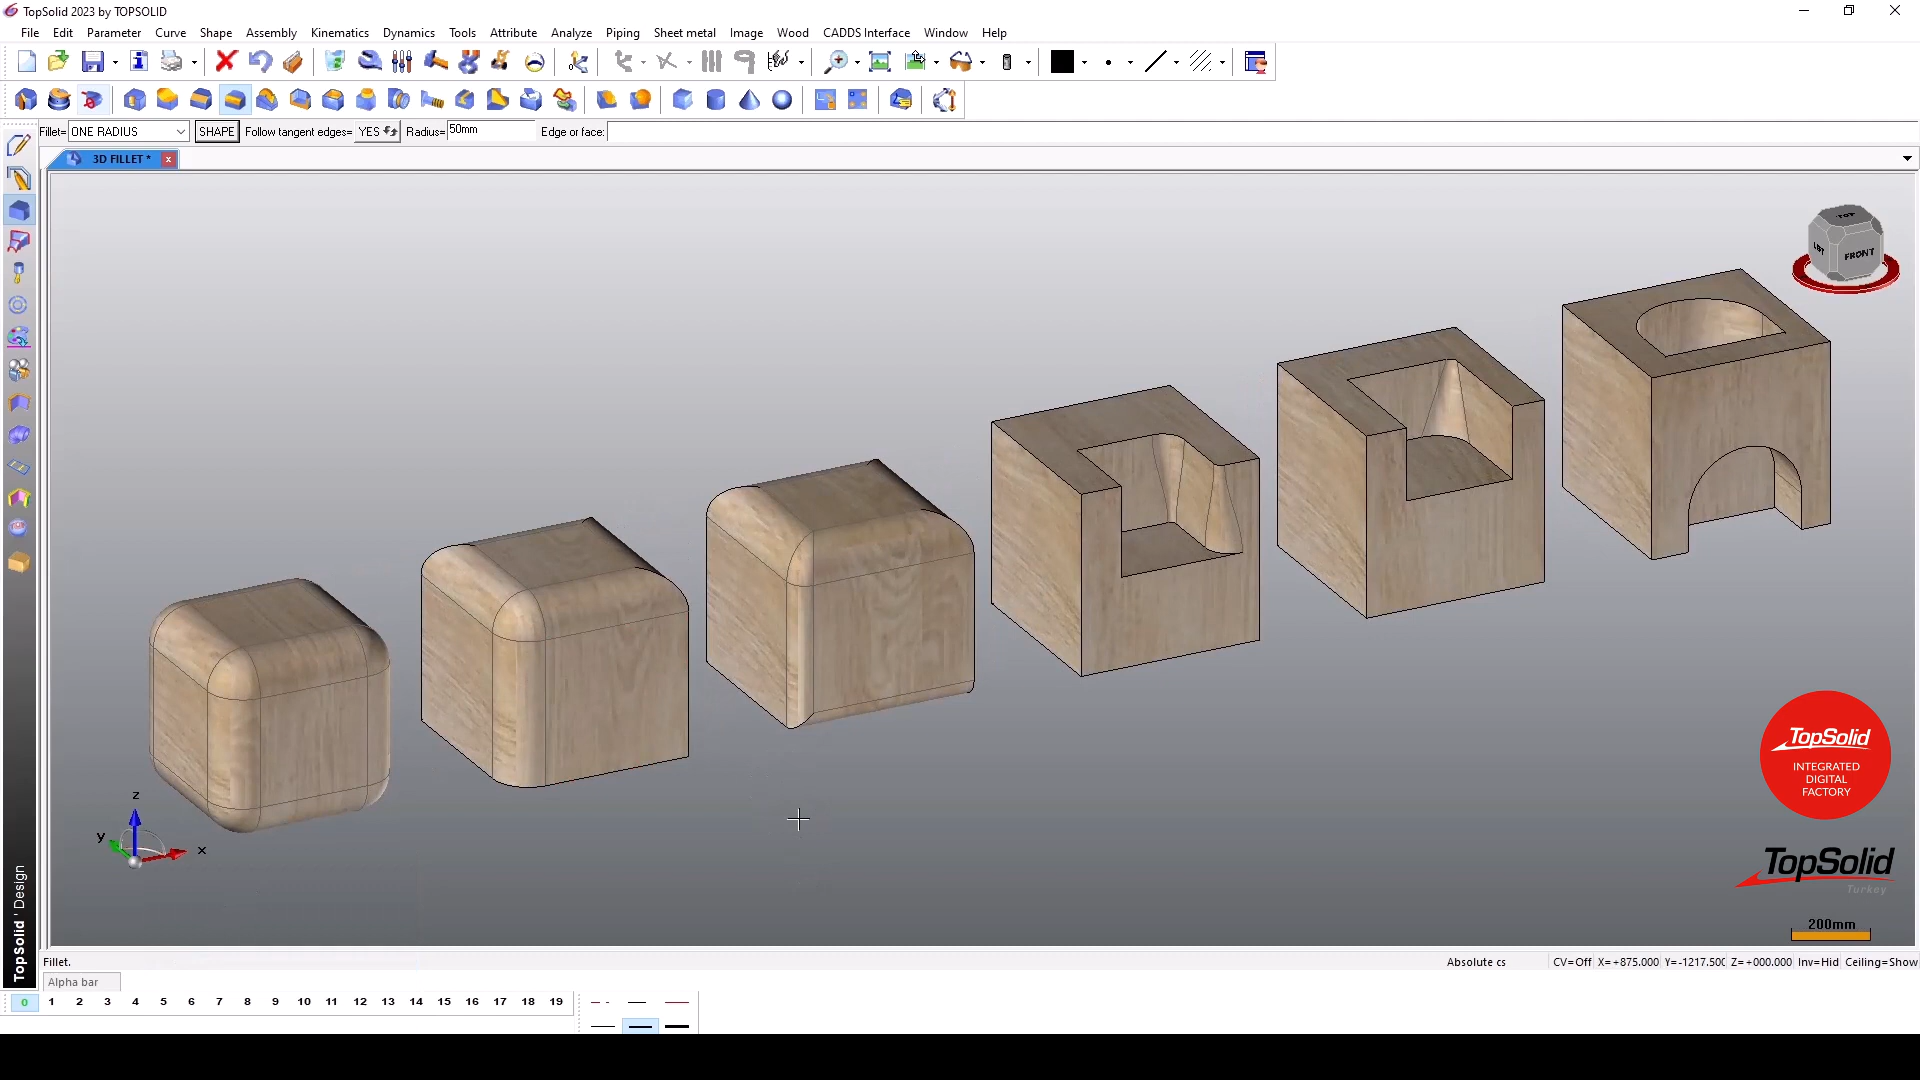 TopSolid 2023 by TOPSOLID
File Edit Parameter Curve Shape Assembly Kinematics Dynamics Tools Attribute Analyze Piping Sheet metal Image Wood CADDS Interface Window Help
Fillet= ONE RADIUS SHAPE Follow tangent edges= YES Radius= 50mm Edge or face:
3D FILLET *
TOP
LEFT FRONT
z
y
x
TopSolid
INTEGRATED
DIGITAL
FACTORY
TopSolid
Turkey
200mm
TopSolid ' Design
Fillet. Absolute cs CV=Off X=+875.000 Y=-1217.500 Z=+000.000 Inv=Hid Ceiling=Show
Alpha bar
0 1 2 3 4 5 6 7 8 9 10 11 12 13 14 15 16 17 18 19